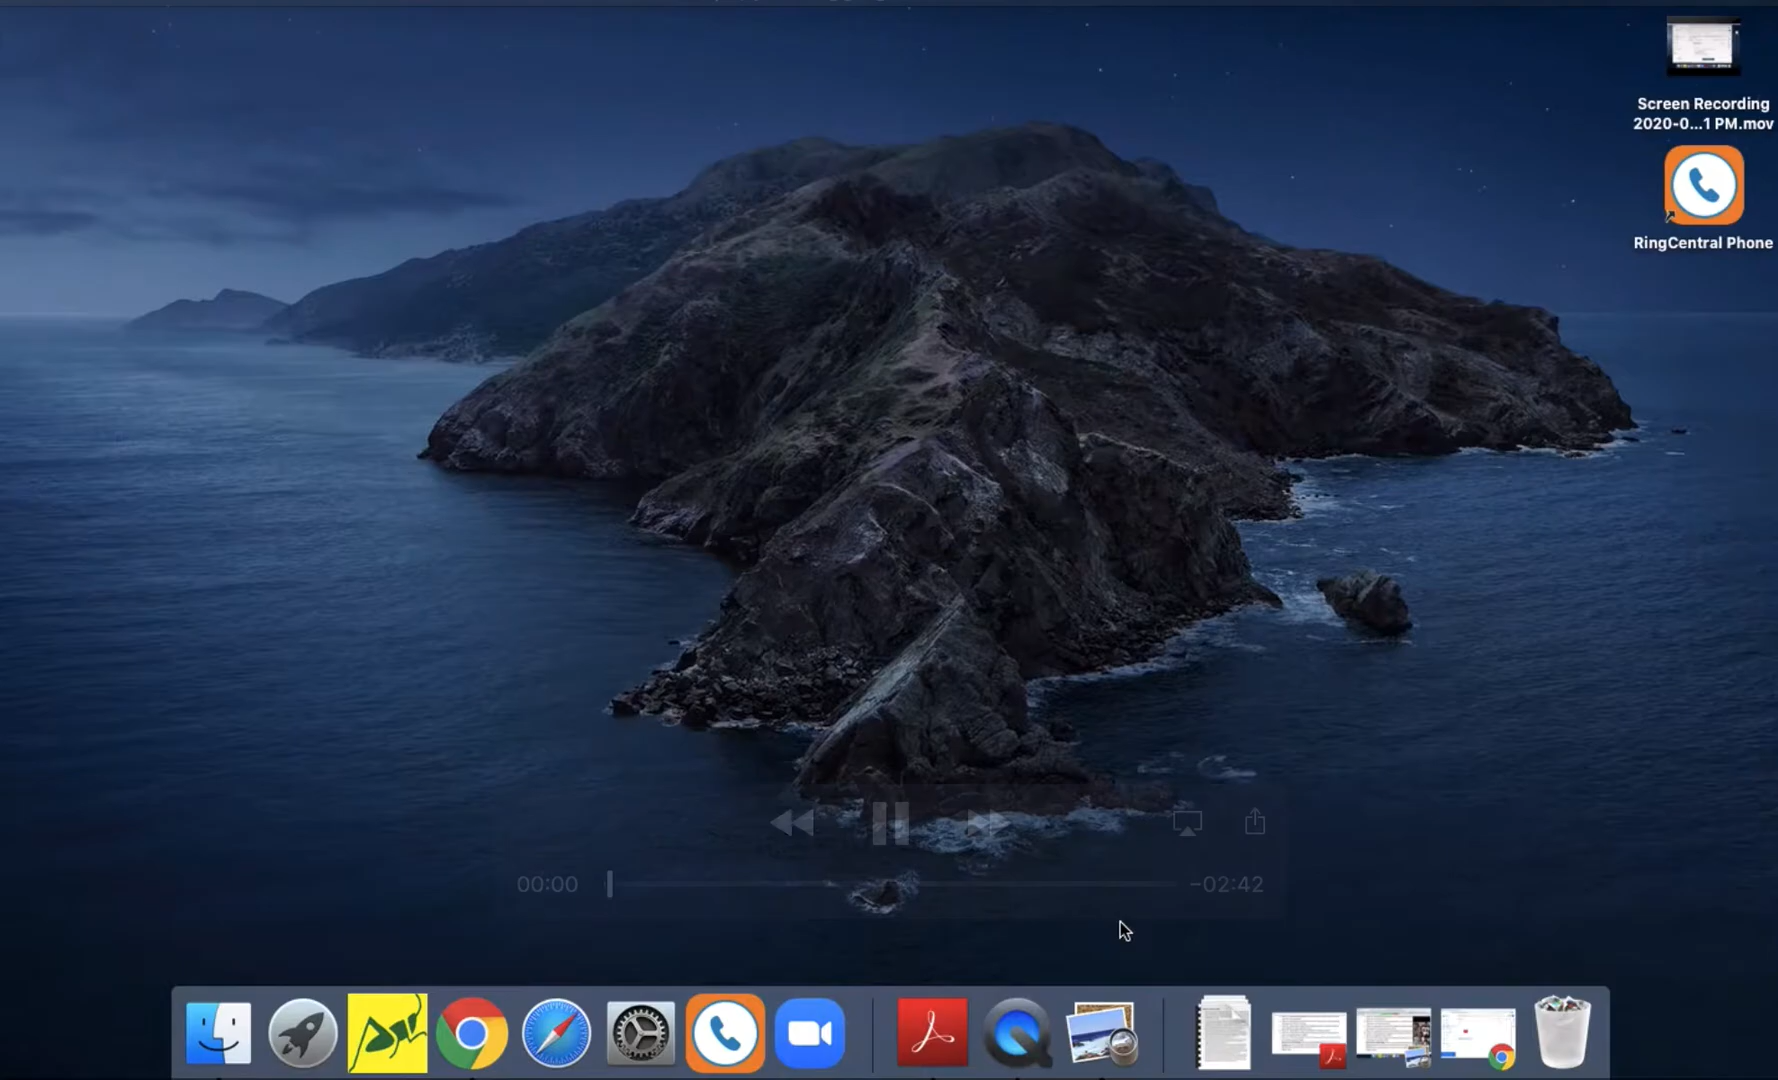 Screen Recording
2020-0...1 PM.mov
RingCentral Phone
00:00
-02:42